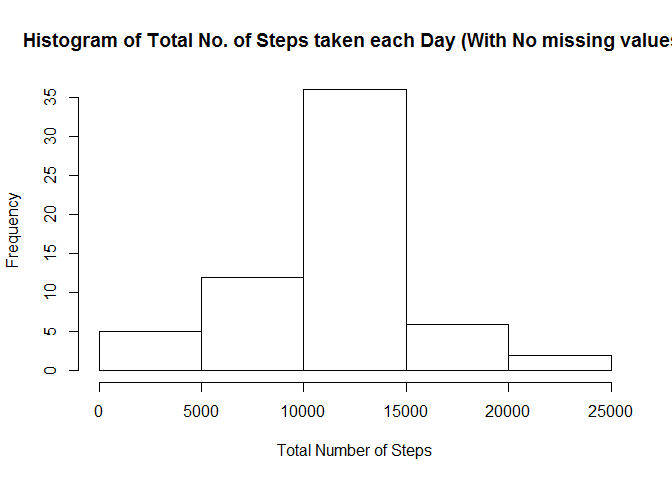 Histogram of Total No. of Steps taken each Day (With No missing values
35
30
25
20
15
10
5
0
Frequency
0 5000 10000 15000 20000 25000
Total Number of Steps